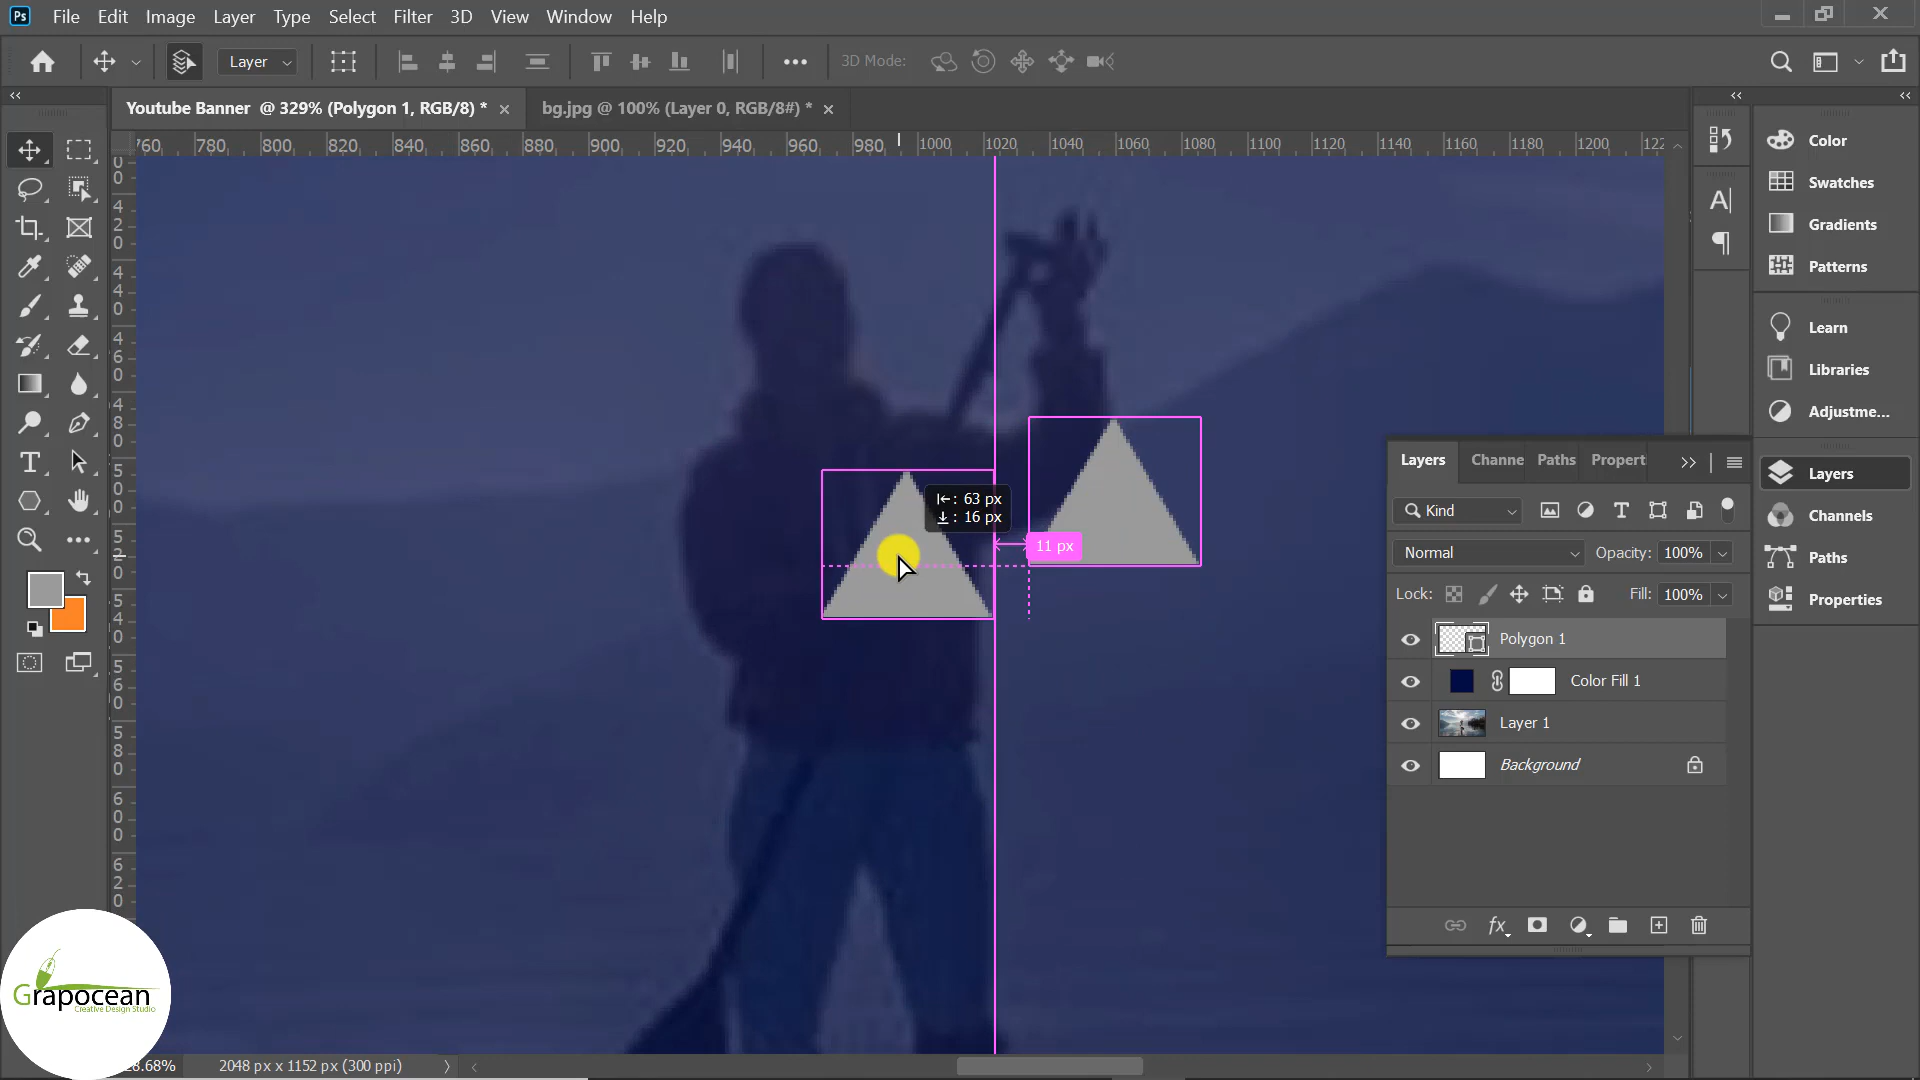 Ps File Edit Image Layer Type Select Filter 3D View Window Help
Layer 3D Mode:
Youtube Banner @ 329% (Polygon 1, RGB/8) * bg.jpg @ 100% (Layer 0, RGB/8#) *
760 780 800 820 840 860 880 900 920 940 960 980 1000 1020 1040 1060 1080 1100 1120 1140 1160 1180 1200 122
Color
Swatches
Gradients
Patterns
Learn
Libraries
Adjustme...
Layers
Channels
Paths
Properties
: 63 px
: 16 px
11 px
Layers Channe Paths Propert
Kind
Normal Opacity: 100%
Lock: Fill: 100%
Polygon 1
Color Fill 1
Layer 1
Background
Grapocean
Creative Design Studio
8.68% 2048 px x 1152 px (300 ppi)